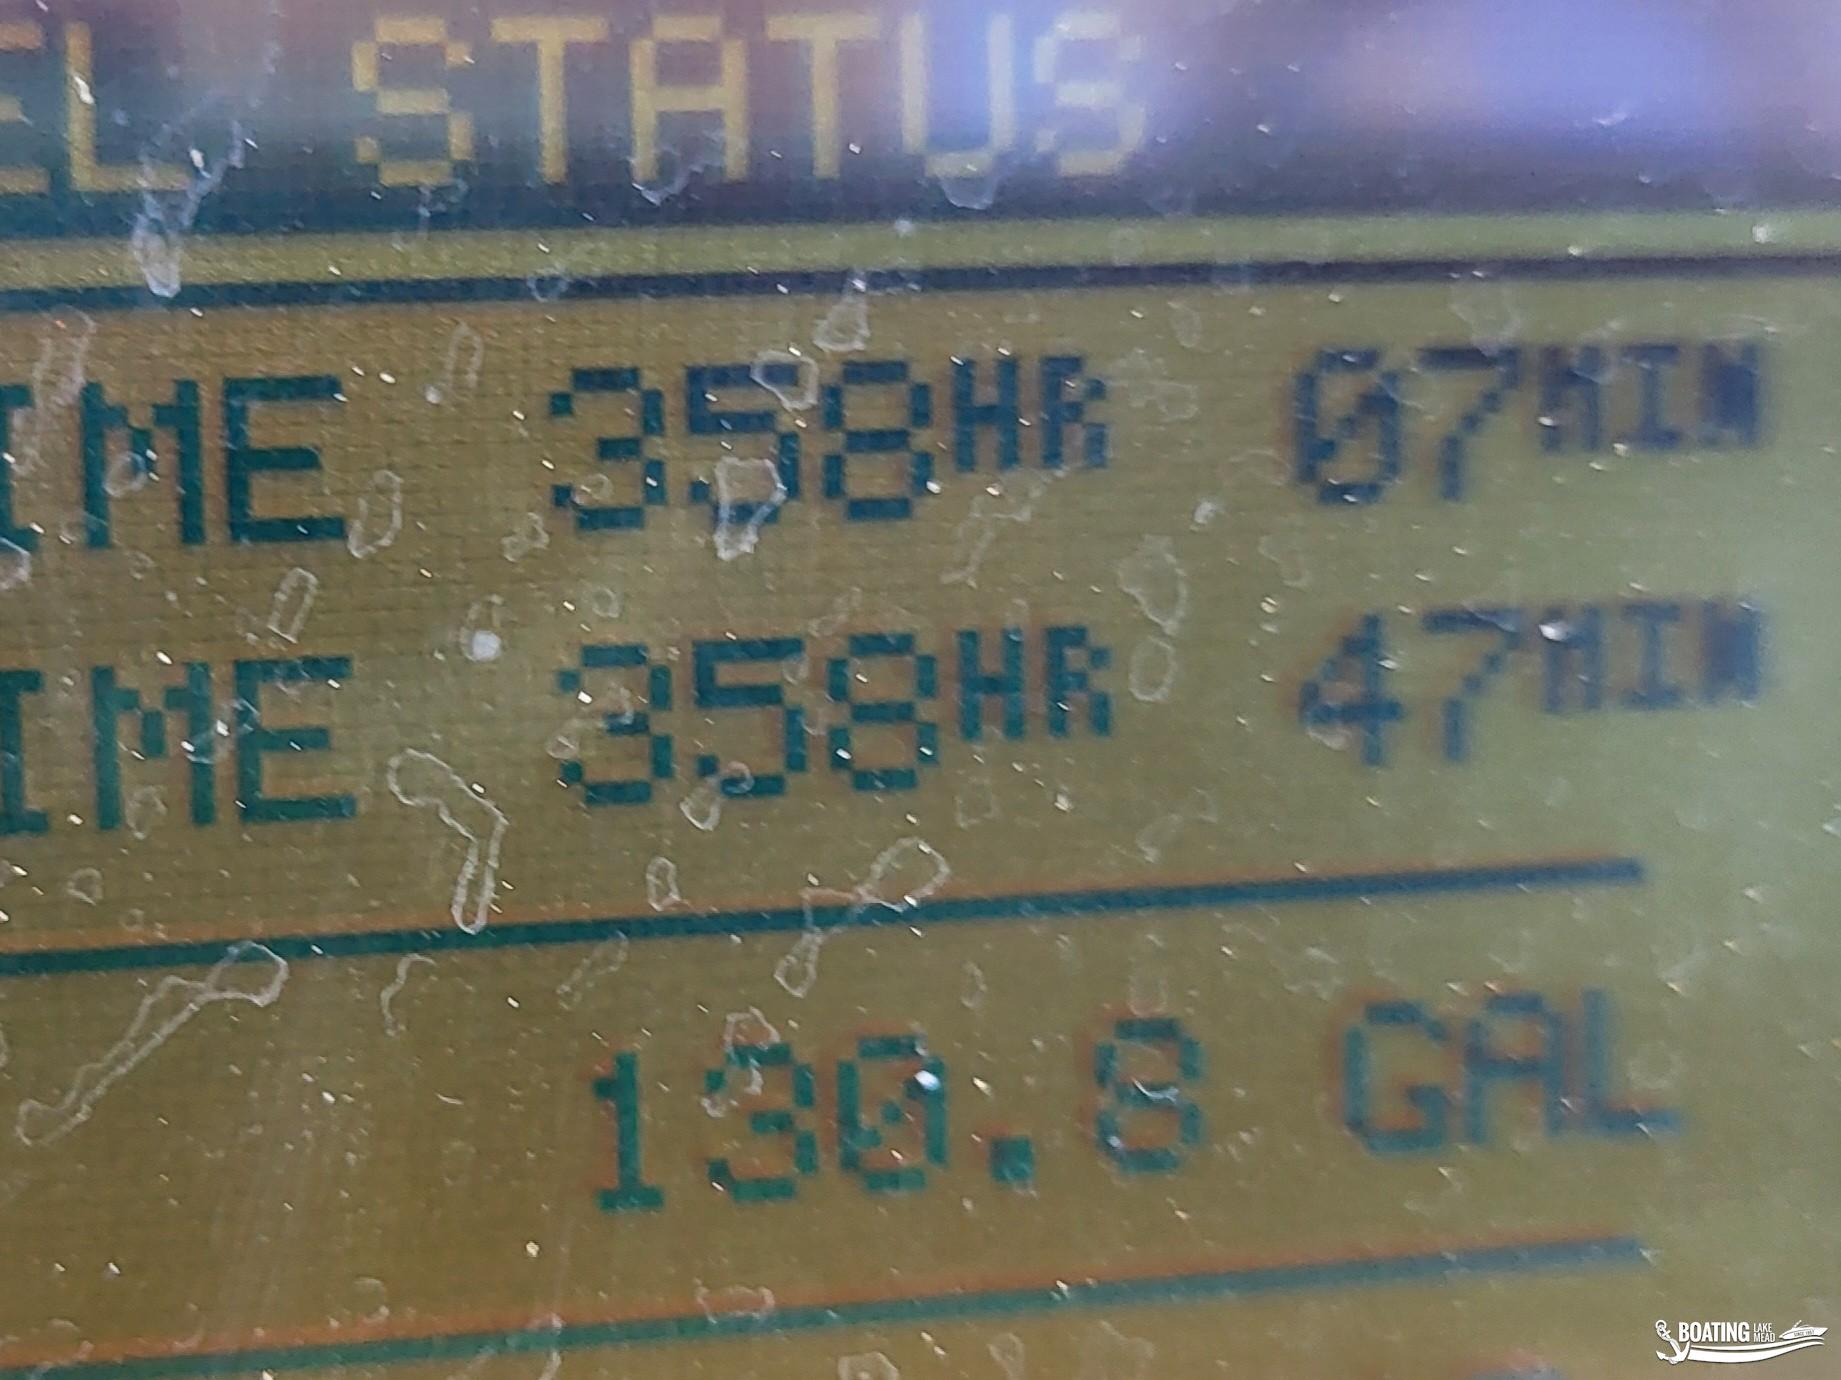 EL STATUS
IME 358HR 07MIN
IME 358HR 47MIN
130.8 GAL
BOATING LAKE MEAD